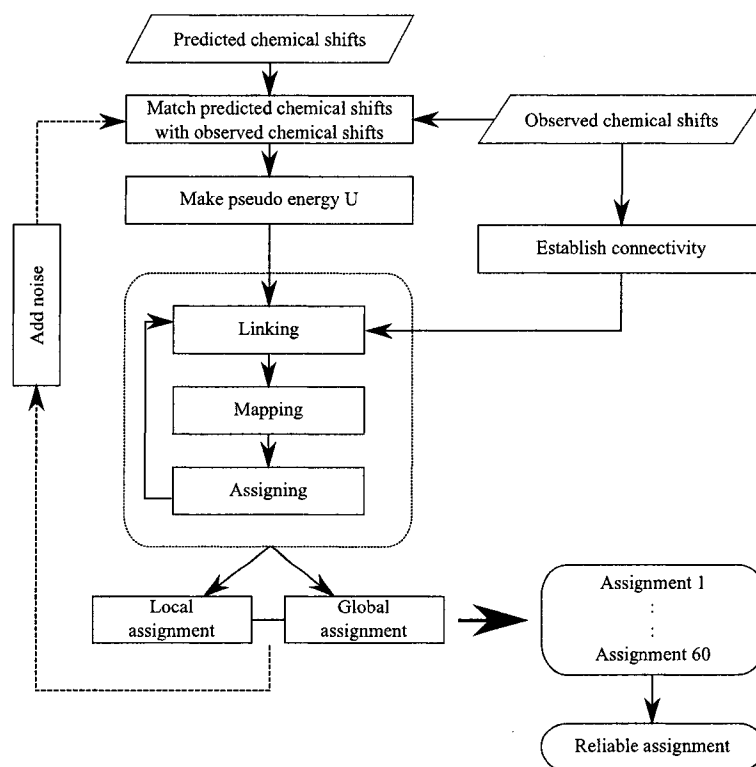 Predicted chemical shifts
Match predicted chemical shifts
with observed chemical shifts
Observed chemical shifts
Make pseudo energy U
Establish connectivity
Add noise
Linking
Mapping
Assigning
Local
assignment
Global
assignment
Assignment 1
:
:
Assignment 60
Reliable assignment